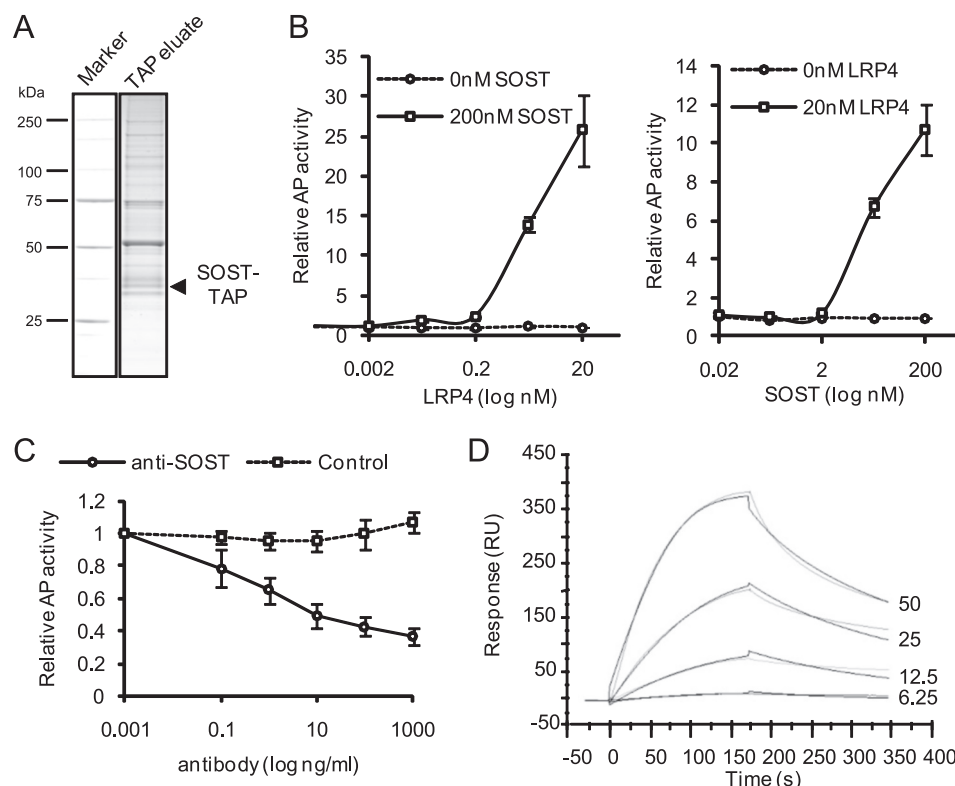 A
Marker
TAP eluate
kDa
250
100
75
50
25
SOST-
TAP
B
Relative AP activity
35
30
25
20
15
10
5
0
0nM SOST
200nM SOST
0.002
0.2
20
LRP4 (log nM)
Relative AP activity
14
12
10
8
6
4
2
0
0nM LRP4
20nM LRP4
0.02
2
200
SOST (log nM)
C
anti-SOST
Control
Relative AP activity
1.2
1
0.8
0.6
0.4
0.2
0
0.001
0.1
10
1000
antibody (log ng/ml)
D
Response (RU)
450
350
250
150
50
-50
50
25
12.5
6.25
-50
0
50
100
150
200
250
300
350
400
Time (s)